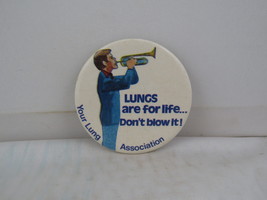 LUNGS
are for life...
Don't blow it!
Your Lung Association